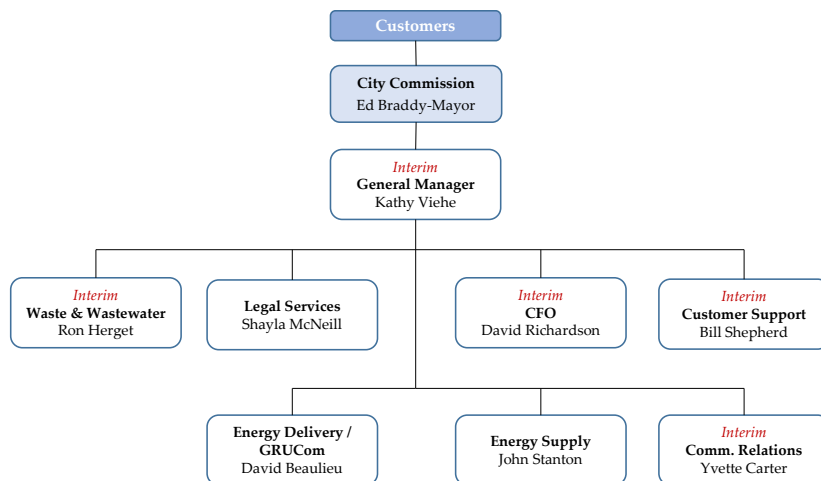 Customers
City Commission
Ed Braddy-Mayor
Interim
General Manager
Kathy Viehe
Interim
Waste & Wastewater
Ron Herget
Legal Services
Shayla McNeill
Interim
CFO
David Richardson
Interim
Customer Support
Bill Shepherd
Energy Delivery /
GRUCom
David Beaulieu
Energy Supply
John Stanton
Interim
Comm. Relations
Yvette Carter